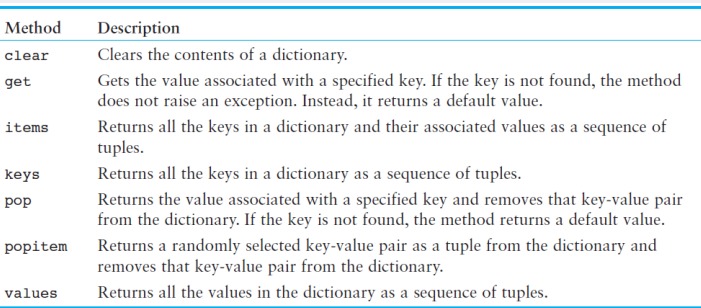 Method Description
clear Clears the contents of a dictionary.
get Gets the value associated with a specified key. If the key is not found, the method
does not raise an exception. Instead, it returns a default value.
items Returns all the keys in a dictionary and their associated values as a sequence of
tuples.
keys Returns all the keys in a dictionary as a sequence of tuples.
pop Returns the value associated with a specified key and removes that key-value pair
from the dictionary. If the key is not found, the method returns a default value.
popitem Returns a randomly selected key-value pair as a tuple from the dictionary and
removes that key-value pair from the dictionary.
values Returns all the values in the dictionary as a sequence of tuples.